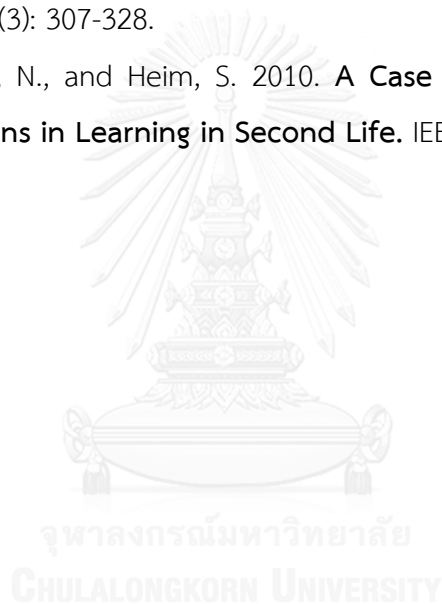 (3): 307-328.
N., and Heim, S. 2010. A Case
ns in Learning in Second Life. IEE
จุฬาลงกรณ์มหาวิทยาลัย
CHULALONGKORN UNIVERSITY